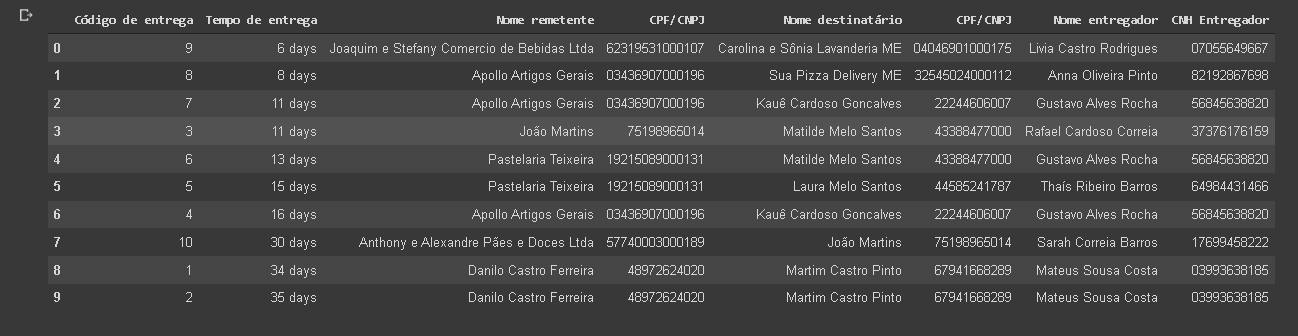 Código de entrega Tempo de entrega Nome remetente CPF/CNPJ Nome destinatário CPF/CNPJ Nome entregador CNH Entregador
0 9 6 days Joaquim e Stefany Comercio de Bebidas Ltda 62319531000107 Carolina e Sônia Lavanderia ME 04046901000175 Livia Castro Rodrigues 07055649667
1 8 8 days Apollo Artigos Gerais 03436907000196 Sua Pizza Delivery ME 32545024000112 Anna Oliveira Pinto 82192867698
2 7 11 days Apollo Artigos Gerais 03436907000196 Kauê Cardoso Goncalves 22244606007 Gustavo Alves Rocha 56845638820
3 3 11 days João Martins 75198965014 Matilde Melo Santos 43388477000 Rafael Cardoso Correia 37376176159
4 6 13 days Pastelaria Teixeira 19215089000131 Matilde Melo Santos 43388477000 Gustavo Alves Rocha 56845638820
5 5 15 days Pastelaria Teixeira 19215089000131 Laura Melo Santos 44585241787 Thaís Ribeiro Barros 64984431466
6 4 16 days Apollo Artigos Gerais 03436907000196 Kauê Cardoso Goncalves 22244606007 Gustavo Alves Rocha 56845638820
7 10 30 days Anthony e Alexandre Pães e Doces Ltda 57740003000189 João Martins 75198965014 Sarah Correia Barros 17699458222
8 1 34 days Danilo Castro Ferreira 48972624020 Martim Castro Pinto 67941668289 Mateus Sousa Costa 03993638185
9 2 35 days Danilo Castro Ferreira 48972624020 Martim Castro Pinto 67941668289 Mateus Sousa Costa 03993638185